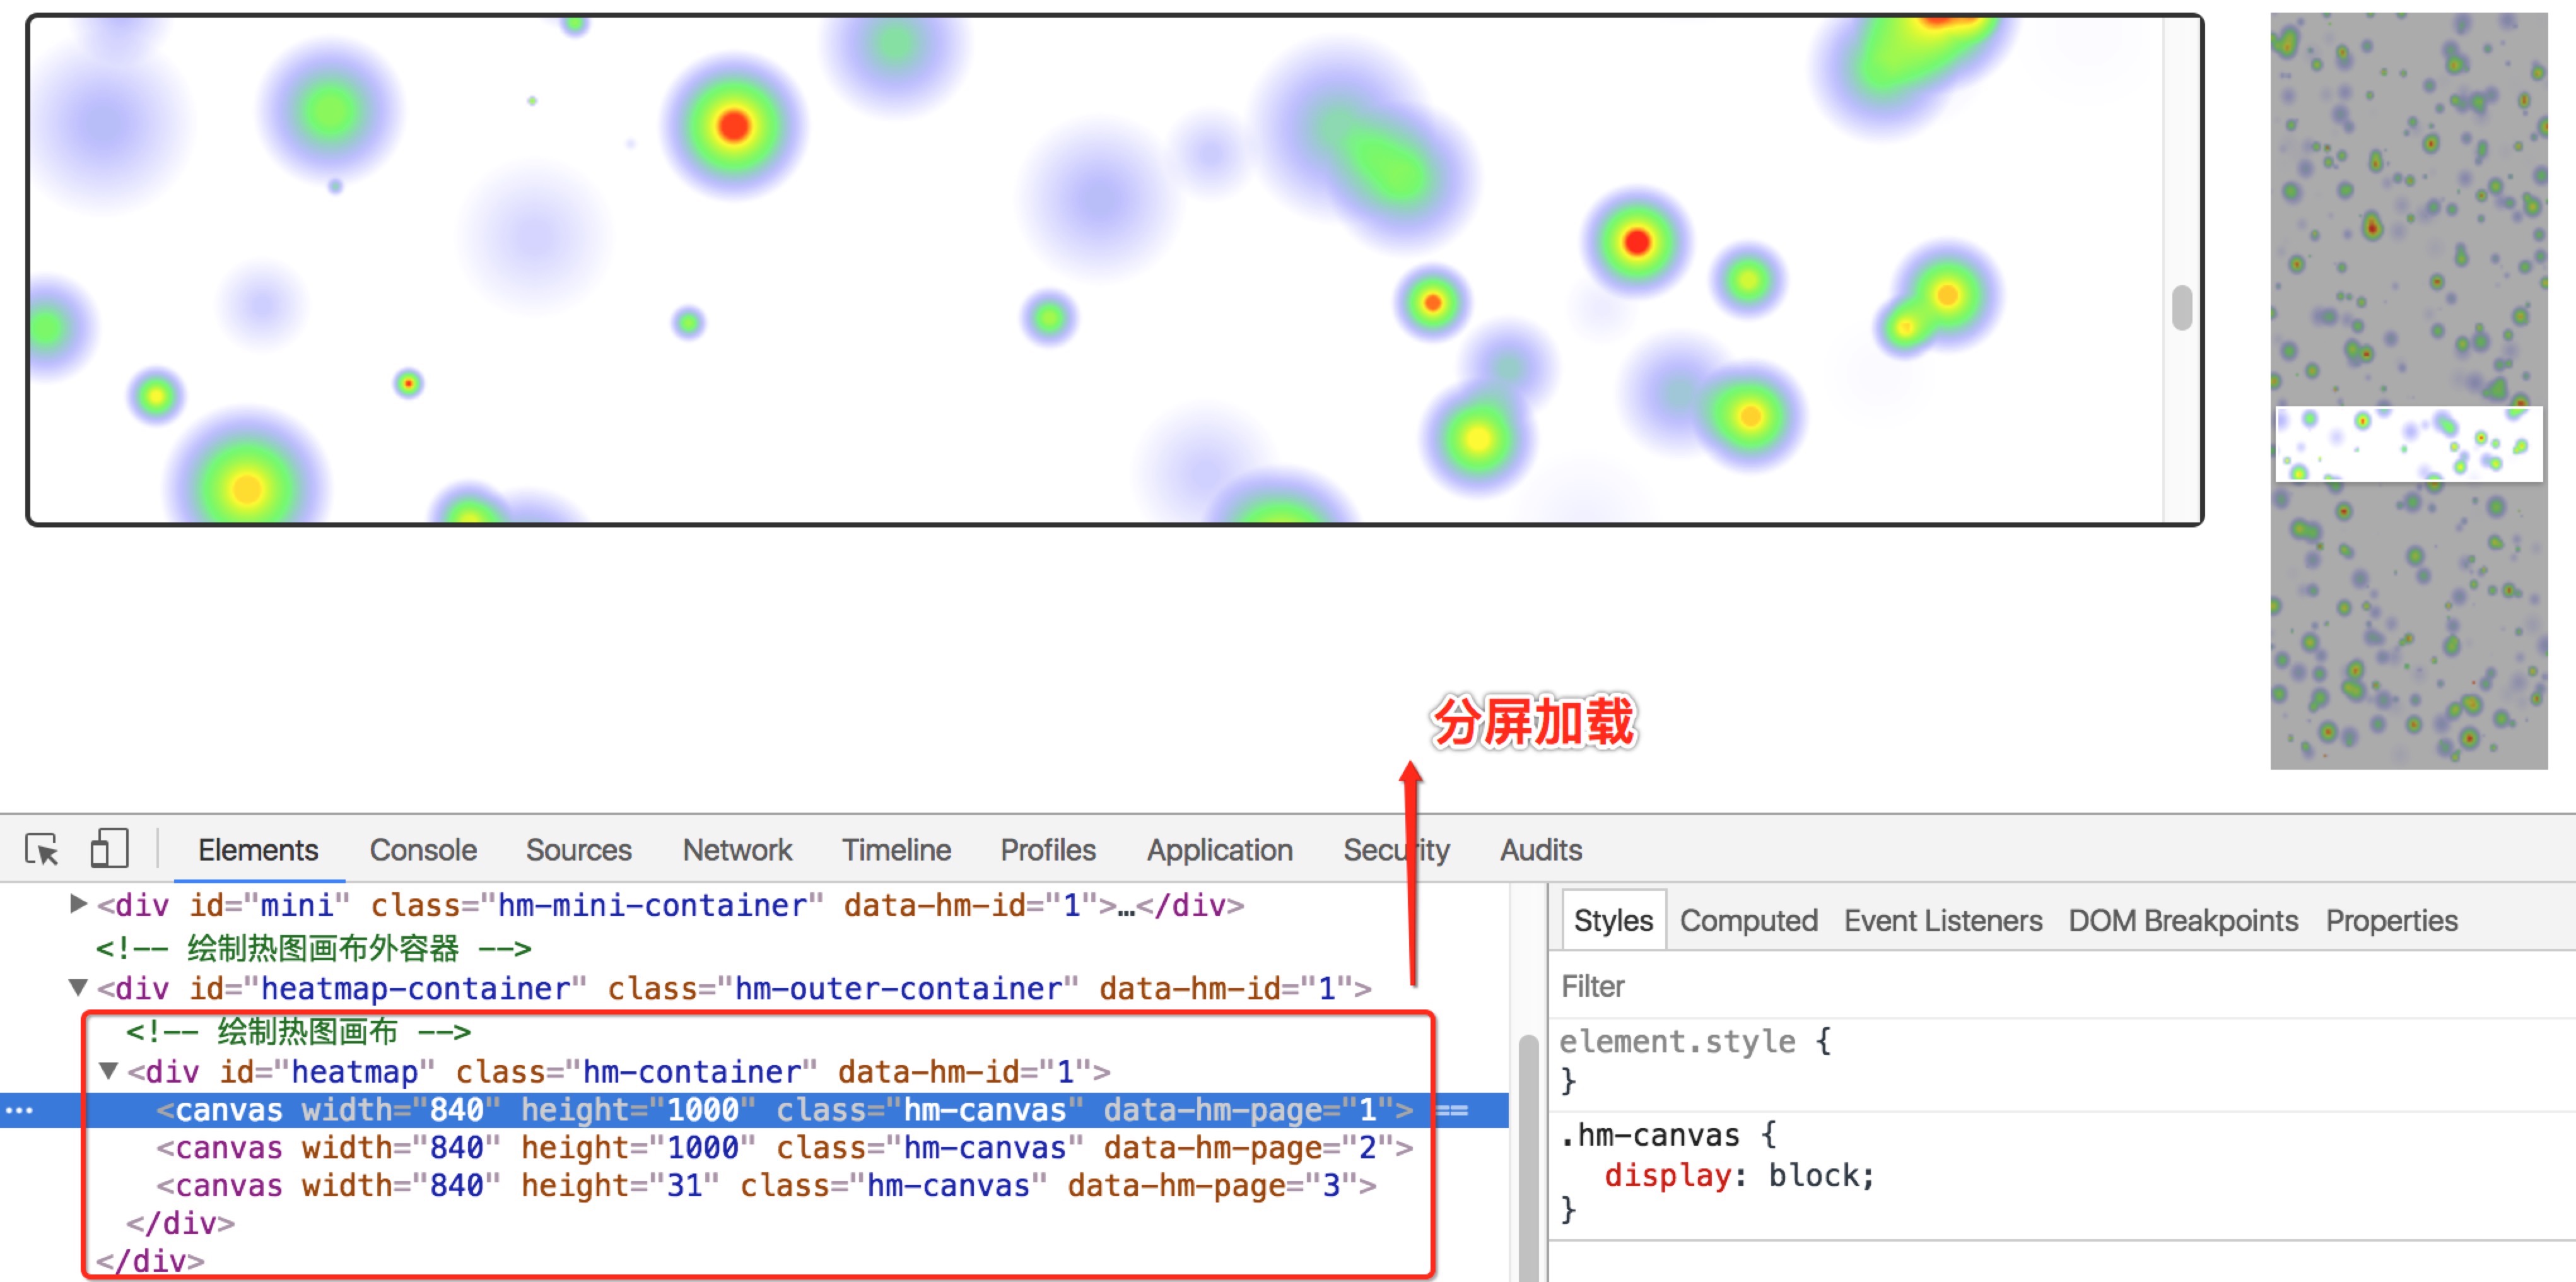 分屏加载
Elements Console Sources Network Timeline Profiles Application Security Audits
▶<div id="mini" class="hm-mini-container" data-hm-id="1">…</div>
<!-- 绘制热图画布外容器 -->
▼<div id="heatmap-container" class="hm-outer-container" data-hm-id="1">
<!-- 绘制热图画布 -->
▼<div id="heatmap" class="hm-container" data-hm-id="1">
… <canvas width="840" height="1000" class="hm-canvas" data-hm-page="1"> ==
<canvas width="840" height="1000" class="hm-canvas" data-hm-page="2">
<canvas width="840" height="31" class="hm-canvas" data-hm-page="3">
</div>
</div>
Styles Computed Event Listeners DOM Breakpoints Properties
Filter
element.style {
}
.hm-canvas {
display: block;
}